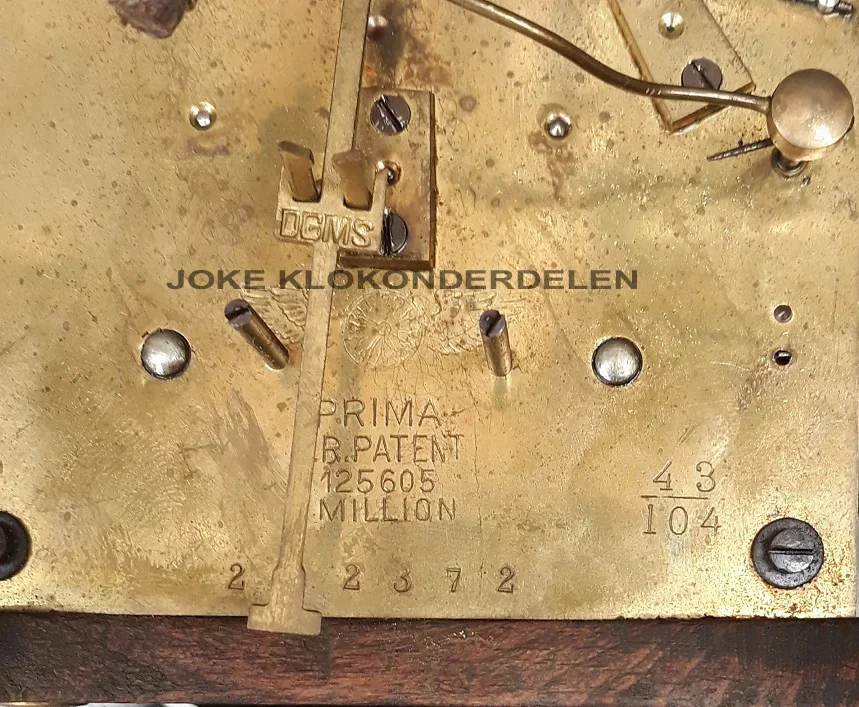 DGMS
JOKE KLOKONDERDELEN
PRIMA
R.PATENT
125605
MILLION
43
104
2 2372